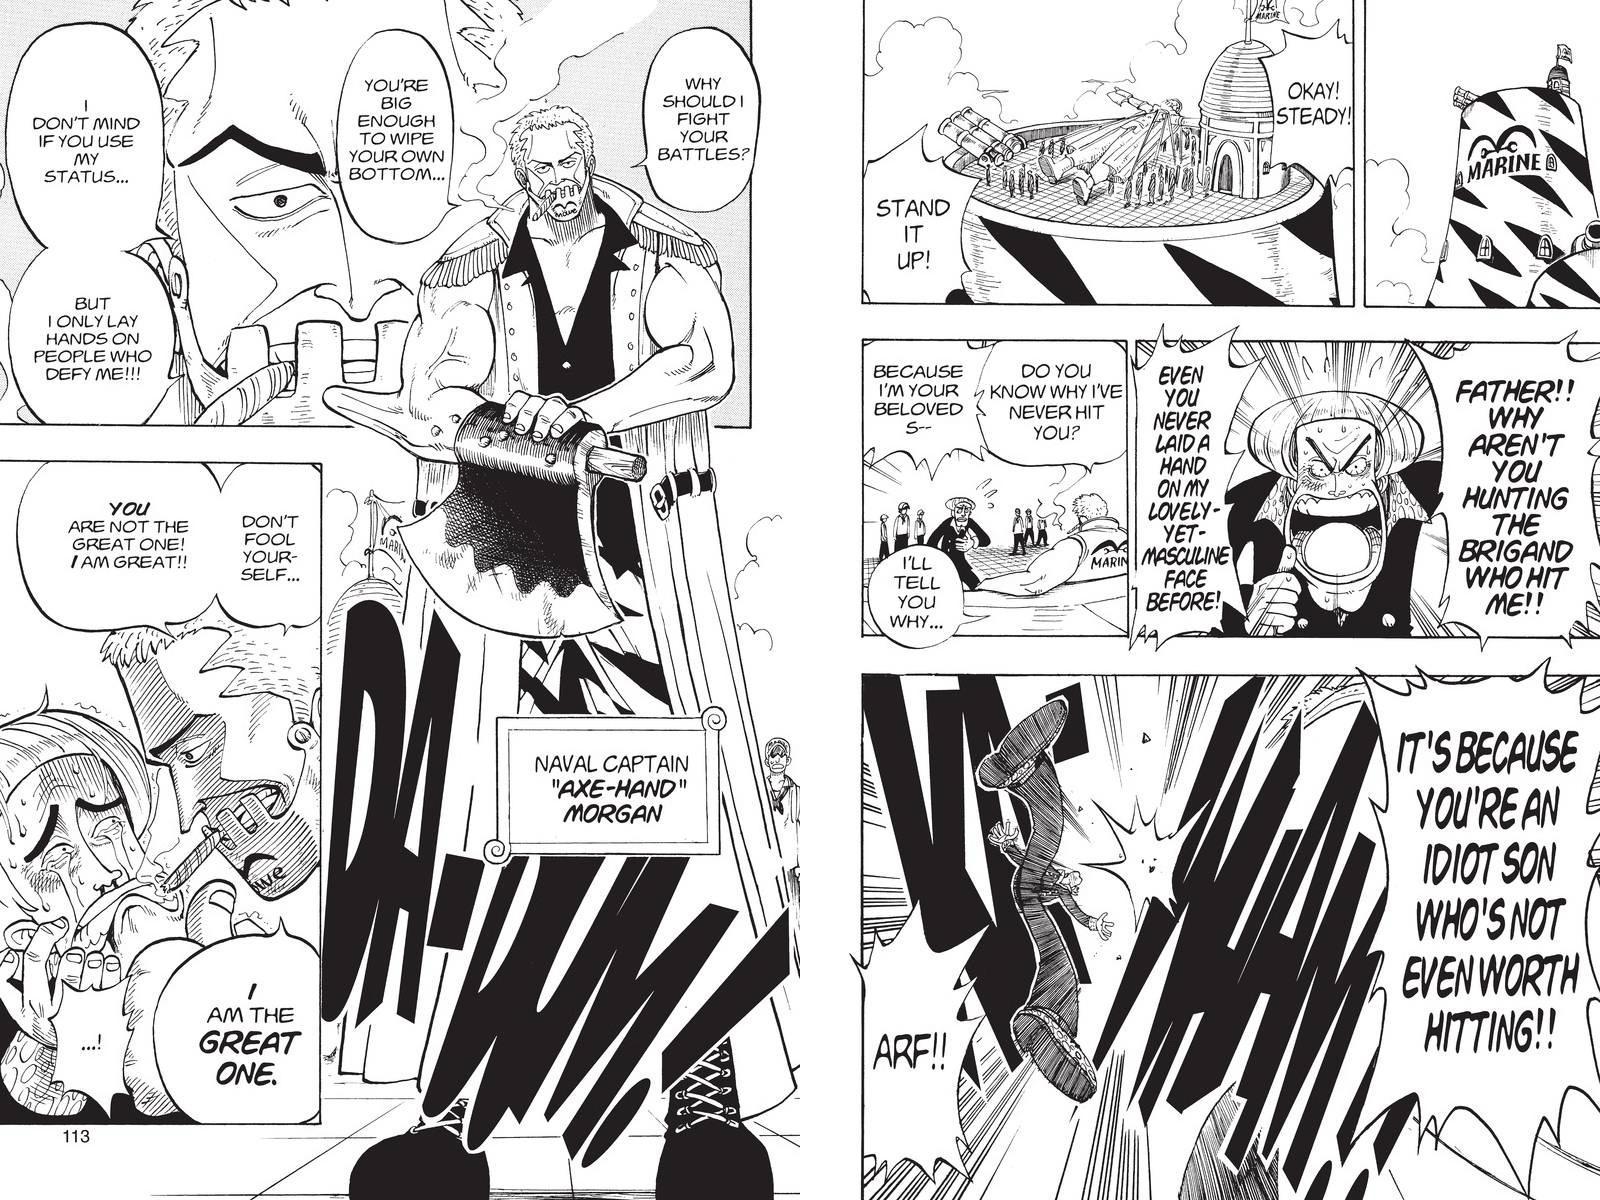 MARINE
OKAY!
STEADY!
MARINE
STAND
IT
UP!
FATHER!!
WHY
AREN'T
YOU
HUNTING
THE
BRIGAND
WHO HIT
ME!!
EVEN
YOU
NEVER
LAID A
HAND
ON MY
LOVELY-
YET-
MASCULINE
FACE
BEFORE!
DO YOU
KNOW WHY I'VE
NEVER HIT
YOU?
BECAUSE
I'M YOUR
BELOVED
S--
MARIN
I'LL
TELL
YOU
WHY...
IT'S BECAUSE
YOU'RE AN
IDIOT SON
WHO'S NOT
EVEN WORTH
HITTING!!
ARF!!
WHY
SHOULD I
FIGHT
YOUR
BATTLES?
YOU'RE
BIG
ENOUGH
TO WIPE
YOUR OWN
BOTTOM...
I
DON'T MIND
IF YOU USE
MY
STATUS...
BUT
I ONLY LAY
HANDS ON
PEOPLE WHO
DEFY ME!!!
MARIN
DA-DUM!
NAVAL CAPTAIN
"AXE-HAND"
MORGAN
DON'T
FOOL
YOUR-
SELF...
YOU
ARE NOT THE
GREAT ONE!
I AM GREAT!!
I
AM THE
GREAT
ONE.
...!
113